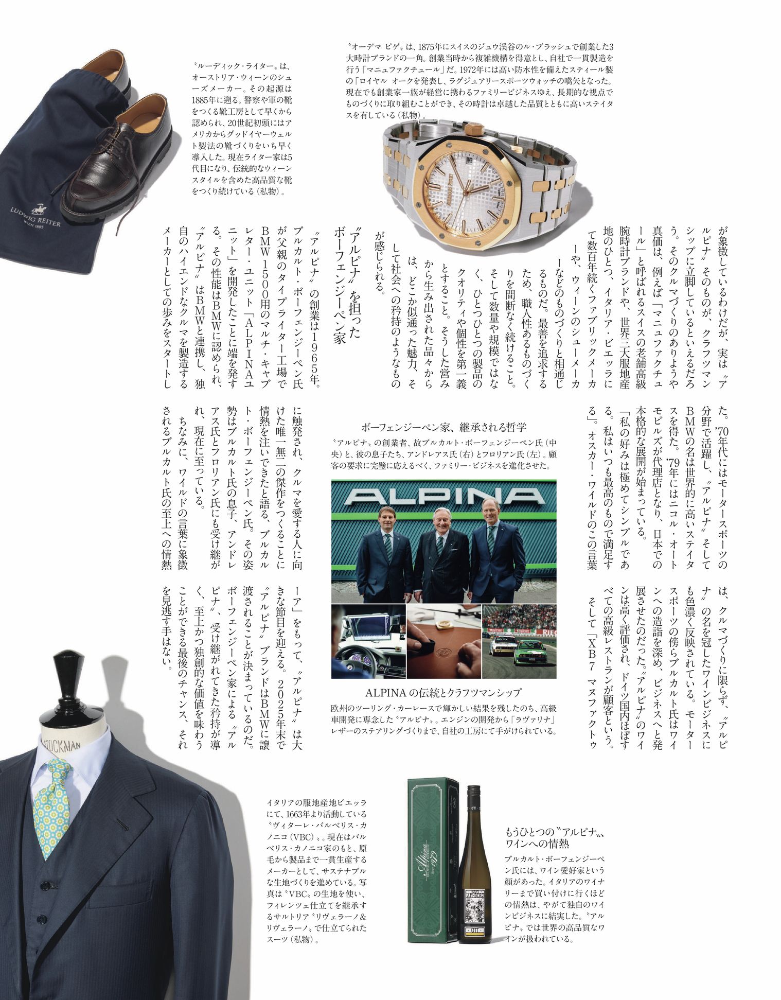 〝オーデマ ピゲ〟は、1875年にスイスのジュウ渓谷のル・ブラッシュで創業した3
大時計ブランドの一角。創業当時から複雑機構を得意とし、自社で一貫製造を
行う「マニュファクチュール」だ。1972年には高い防水性を備えたスティール製
の「ロイヤル オークを発表し、ラグジュアリースポーツウォッチの嚆矢となった。
現在でも創業家一族が経営に携わるファミリービジネスゆえ、長期的な視点で
ものづくりに取り組むことができ、その時計は卓越した品質とともに高いステイタ
スを有している（私物）。
〝ルーディック・ライター〟は、
オーストリア・ウィーンのシュ
ーズメーカー。その起源は
1885年に遡る。警察や軍の靴
をつくる靴工房として早くから
認められ、20世紀初頭にはア
メリカからグッドイヤーウェル
ト製法の靴づくりをいち早く
導入した。現在ライター家は5
代目になり、伝統的なウィーン
スタイルを含めた高品質な靴
をつくり続けている（私物）。
LUDWIG REITER
WIEN 1885
AUDEMARS PIGUET
15
が象徴しているわけだが、実は〝ア
ルピナ〟そのものが、クラフツマン
シップに立脚しているといえるだろ
う。そのクルマづくりのありようや
真価は、例えば「マニュファクチュ
ール」と呼ばれるスイスの老舗高級
腕時計ブランドや、世界三大服地産
地のひとつ、イタリア・ビエッラに
て数百年続くファブリックメーカ
ーや、ウィーンのシューメーカ
ーなどのものづくりと相通じ
るものだ。最善を追求する
ため、職人性あるものづく
りを間断なく続けること。
そして数量や規模ではな
く、ひとつひとつの製品の
クオリティや個性を第一義
とすること。そうした営み
から生み出された品々から
は、どこか似通った魅力、そ
して社会への矜持のようなもの
が感じられる。
〝アルピナ〟を担った
ボーフェンジーペン家
〝アルピナ〟の創業は1965年。
ブルカルト・ボーフェンジーペン氏
が父親のタイプライター工場で
BMW1500用のマルチ・キャブ
レター・ユニット「ALPINAユ
ニット」を開発したことに端を発す
る。その性能はBMWに認められ、
〝アルピナ〟はBMWと連携し、独
自のハイエンドなクルマを製造する
メーカーとしての歩みをスタートし
た。’70年代にはモータースポーツの
分野で活躍し、〝アルピナ〟そして
BMWの名は世界的に高いステイタ
スを得た。’79年にはニコル・オート
モビルズが代理店となり、日本での
本格的な展開が始まっている。
「私の好みは極めてシンプルであ
る。私はいつも最高のもので満足す
る」。オスカー・ワイルドのこの言葉
に触発され、クルマを愛する人に向
けた唯一無二の傑作をつくることに
情熱を注いできたと語る、ブルカル
ト・ボーフェンジーペン氏。その姿
勢はブルカルト氏の息子、アンドレ
アス氏とフロリアン氏にも受け継が
れ、現在に至っている。
ちなみに、ワイルドの言葉に象徴
されるブルカルト氏の至上への情熱
は、クルマづくりに限らず、〝アルピ
ナ〟の名を冠したワインビジネスに
も色濃く反映されている。モーター
スポーツの傍らブルカルト氏はワイ
ンへの造詣を深め、ビジネスへと発
展させたのだった。〝アルピナ〟のワイ
ンは高く評価され、ドイツ国内ほぼす
べての高級レストランが顧客という。
そして「XB7 マヌファクトゥ
ーア」をもって、〝アルピナ〟は大
きな節目を迎える。2025年末で
〝アルピナ〟ブランドはBMWに譲
渡されることが決まっているのだ。
ボーフェンジーペン家による〝アル
ピナ〟、受け継がれてきた矜持が導
く、至上かつ独創的な価値を味わう
ことができる最後のチャンス、それ
を見逃す手はない。
ボーフェンジーペン家、継承される哲学
〝アルピナ〟の創業者、故ブルカルト・ボーフェンジーペン氏（中
央）と、彼の息子たち、アンドレアス氏（右）とフロリアン氏（左）。顧
客の要求に完璧に応えるべく、ファミリー・ビジネスを進化させた。
ALPINA
ALPINA の伝統とクラフツマンシップ
欧州のツーリング・カーレースで輝かしい結果を残したのち、高級
車開発に専念した〝アルピナ〟。エンジンの開発から「ラヴァリナ」
レザーのステアリングづくりまで、自社の工房にて手がけられている。
STOCKMAN
イタリアの服地産地ビエッラ
にて、1663年より活動している
〝ヴィターレ・バルベリス・カ
ノニコ（VBC）〟。現在はバル
ベリス・カノニコ家のもと、原
毛から製品まで一貫生産する
メーカーとして、サステナブル
な生地づくりを進めている。写
真は〝VBC〟の生地を使い、
フィレンツェ仕立てを継承す
るサルトリア〝リヴェラーノ&
リヴェラーノ〟で仕立てられた
スーツ（私物）。
Alpina
SEIT 1979
OTT
もうひとつの〝アルピナ〟、
ワインへの情熱
ブルカルト・ボーフェンジーペ
ン氏には、ワイン愛好家という
顔があった。イタリアのワイナ
リーまで買い付けに行くほど
の情熱は、やがて独自のワイ
ンビジネスに結実した。〝アル
ピナ〟では世界の高品質なワ
インが扱われている。